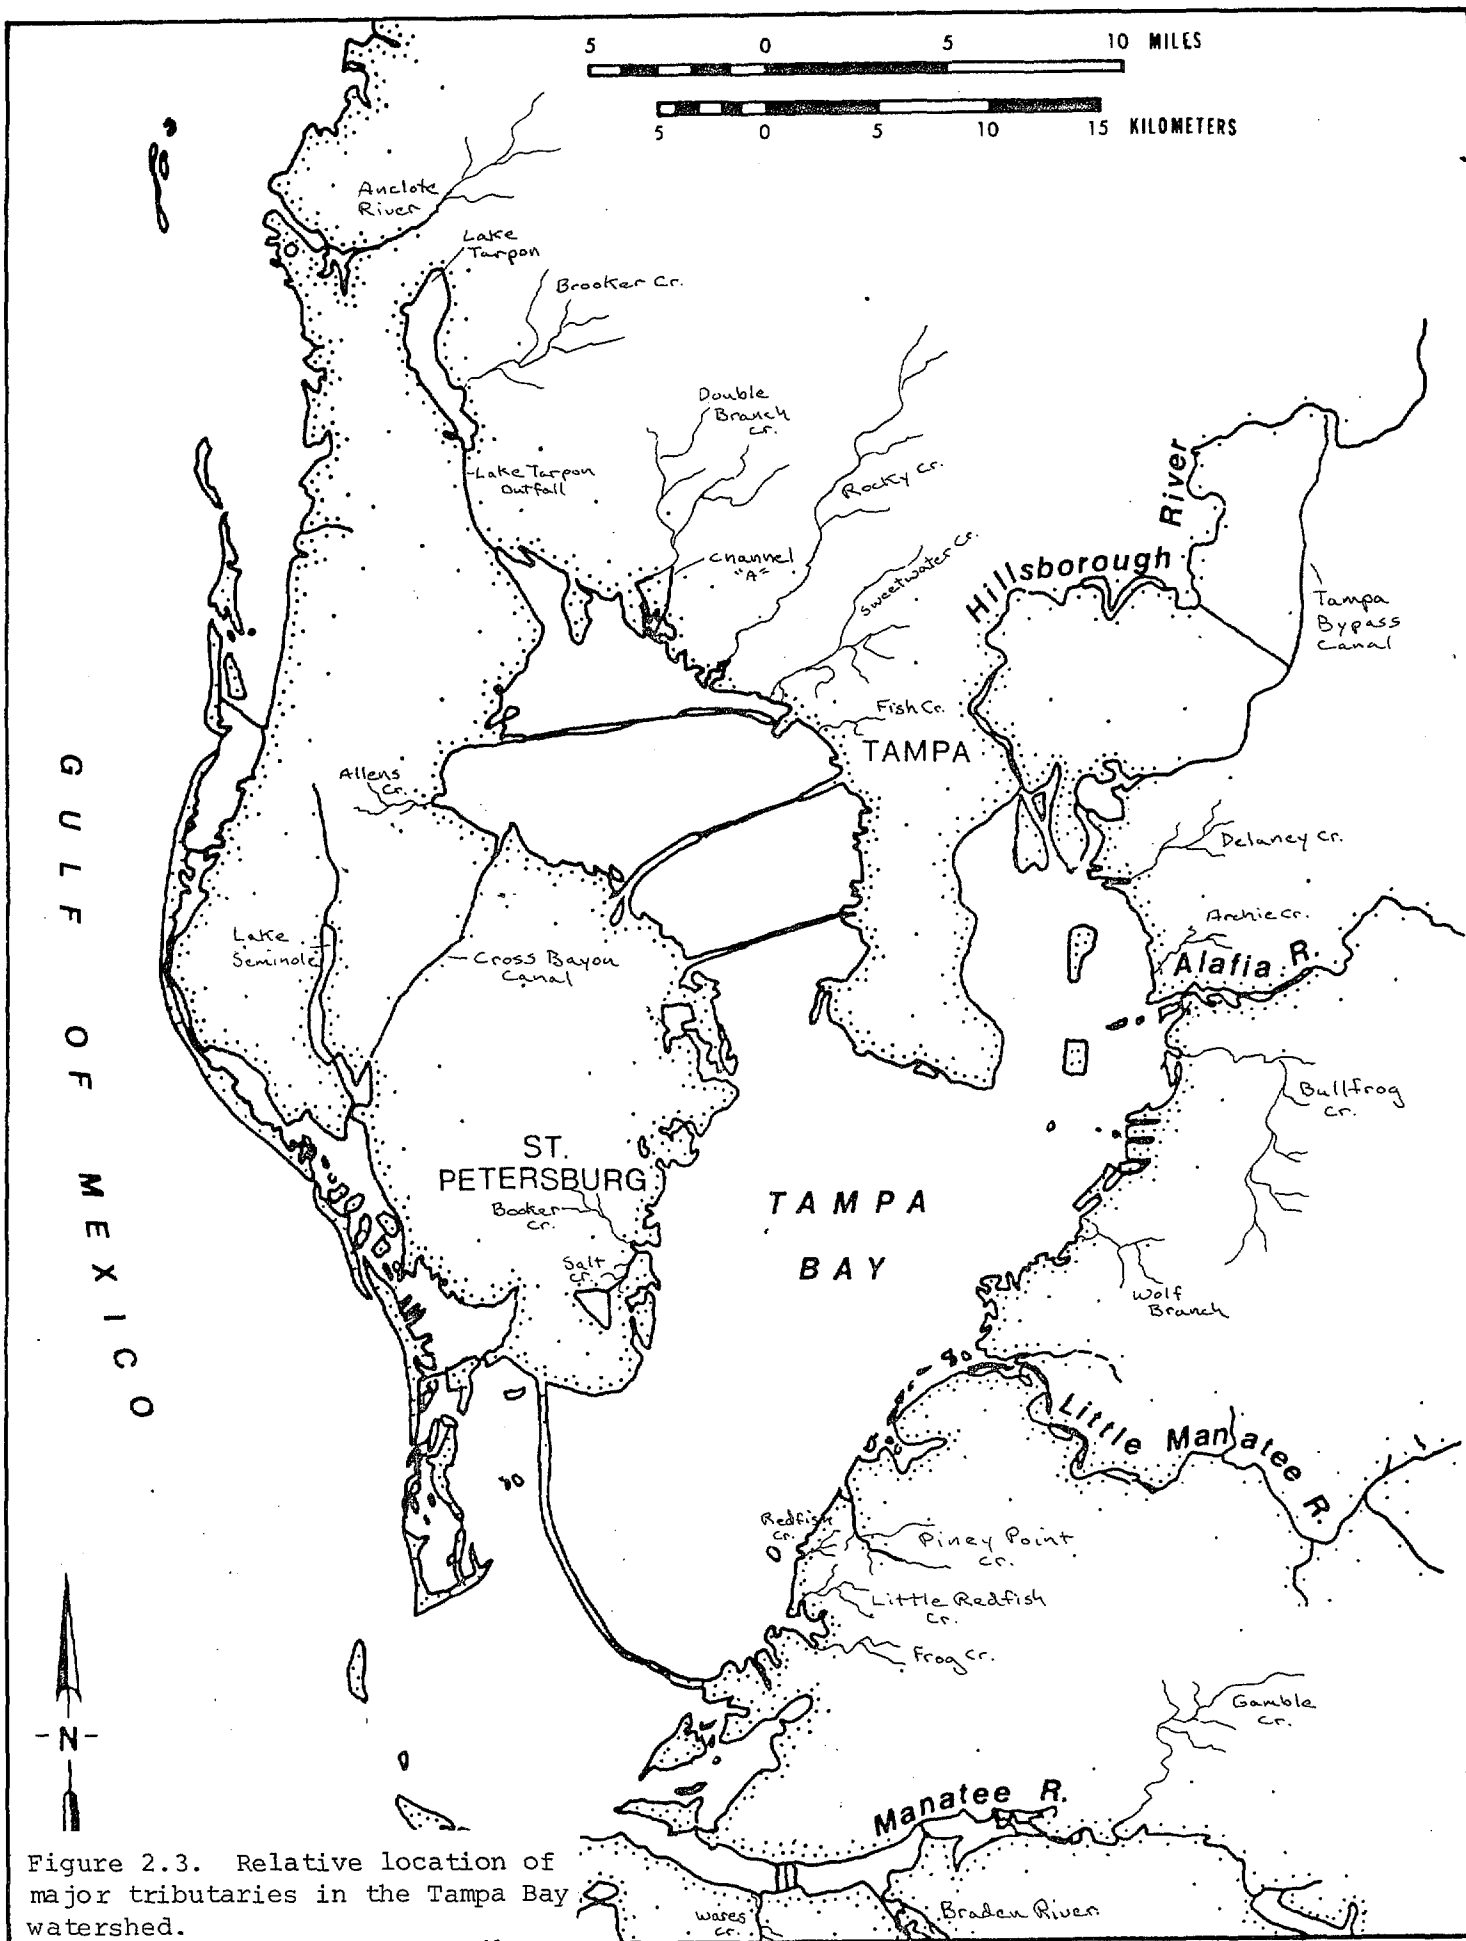 5 0 5 10 MILES
5 0 5 10 15 KILOMETERS
Anclote
River
Lake
Tarpon
Brooker Cr.
Double
Branch
Cr.
Lake Tarpon
Outfall
Rocky Cr.
Channel
"A"
Sweetwater Cr.
Hillsborough River
Tampa
Bypass
Canal
Fish Cr.
TAMPA
Allens
Cr.
GULF OF MEXICO
Delaney Cr.
Archie Cr.
Alafia R.
Lake
Seminole
Cross Bayou
Canal
Bullfrog
Cr.
ST.
PETERSBURG
TAMPA
BAY
Booker
Cr.
Salt
Cr.
Wolf
Branch
Little Manatee R.
Redfish
Cr.
Piney Point
Cr.
Little Redfish
Cr.
Frog Cr.
Gamble
Cr.
-N-
Manatee R.
Braden River
Wares
Cr.
Figure 2.3. Relative location of
major tributaries in the Tampa Bay
watershed.